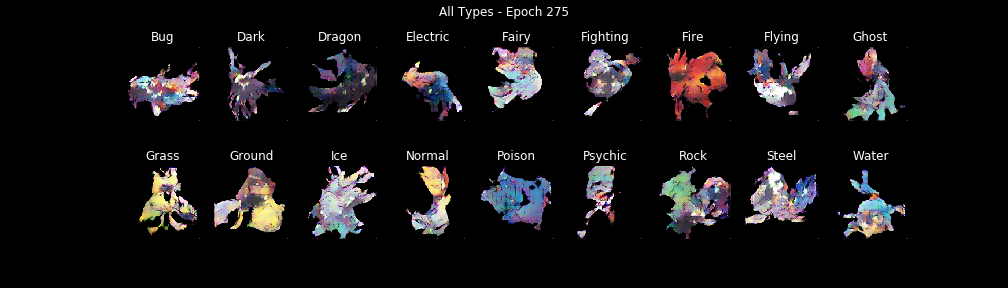 All Types - Epoch 275
Bug Dark Dragon Electric Fairy Fighting Fire Flying Ghost
Grass Ground Ice Normal Poison Psychic Rock Steel Water